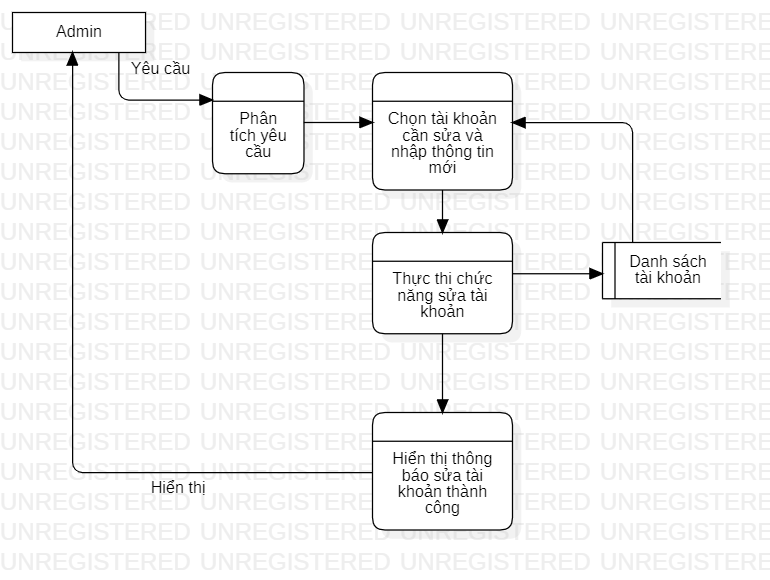 Admin
Yêu cầu
Phân
tích yêu
cầu
Chọn tài khoản
cần sửa và
nhập thông tin
mới
Thực thi chức
năng sửa tài
khoản
Danh sách
tài khoản
Hiển thị thông
báo sửa tài
khoản thành
công
Hiển thị
UNREGISTERED UNREGISTERED UNREGISTERED UNREGISTERE